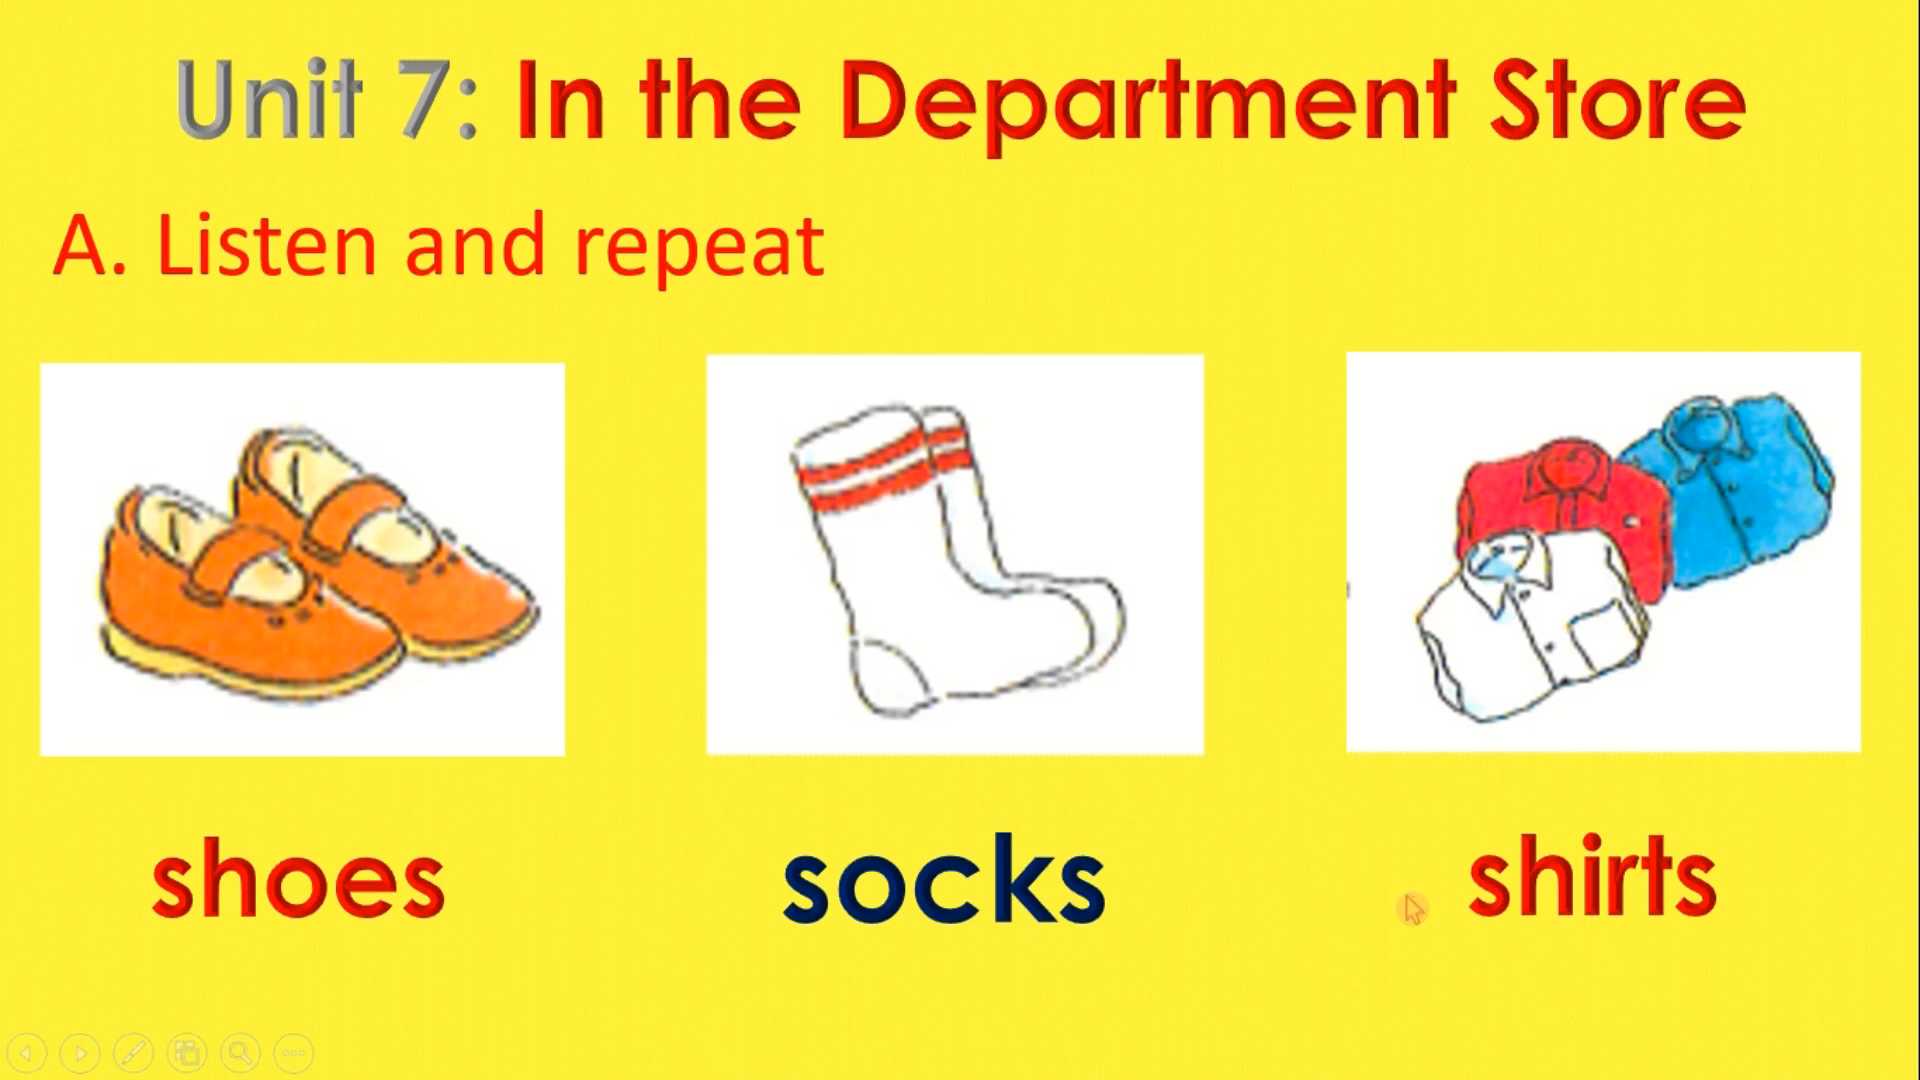 Unit 7: In the Department Store
A. Listen and repeat
shoes
socks
shirts